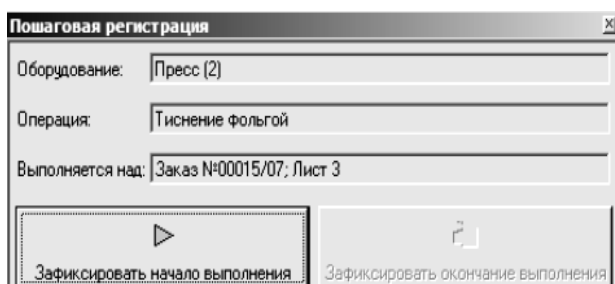 Пошаговая регистрация
Оборудование: Пресс (2)
Операция: Тиснение фольгой
Выполняется над: Заказ №00015/07; Лист 3
Зафиксировать начало выполнения Зафиксировать окончание выполнения